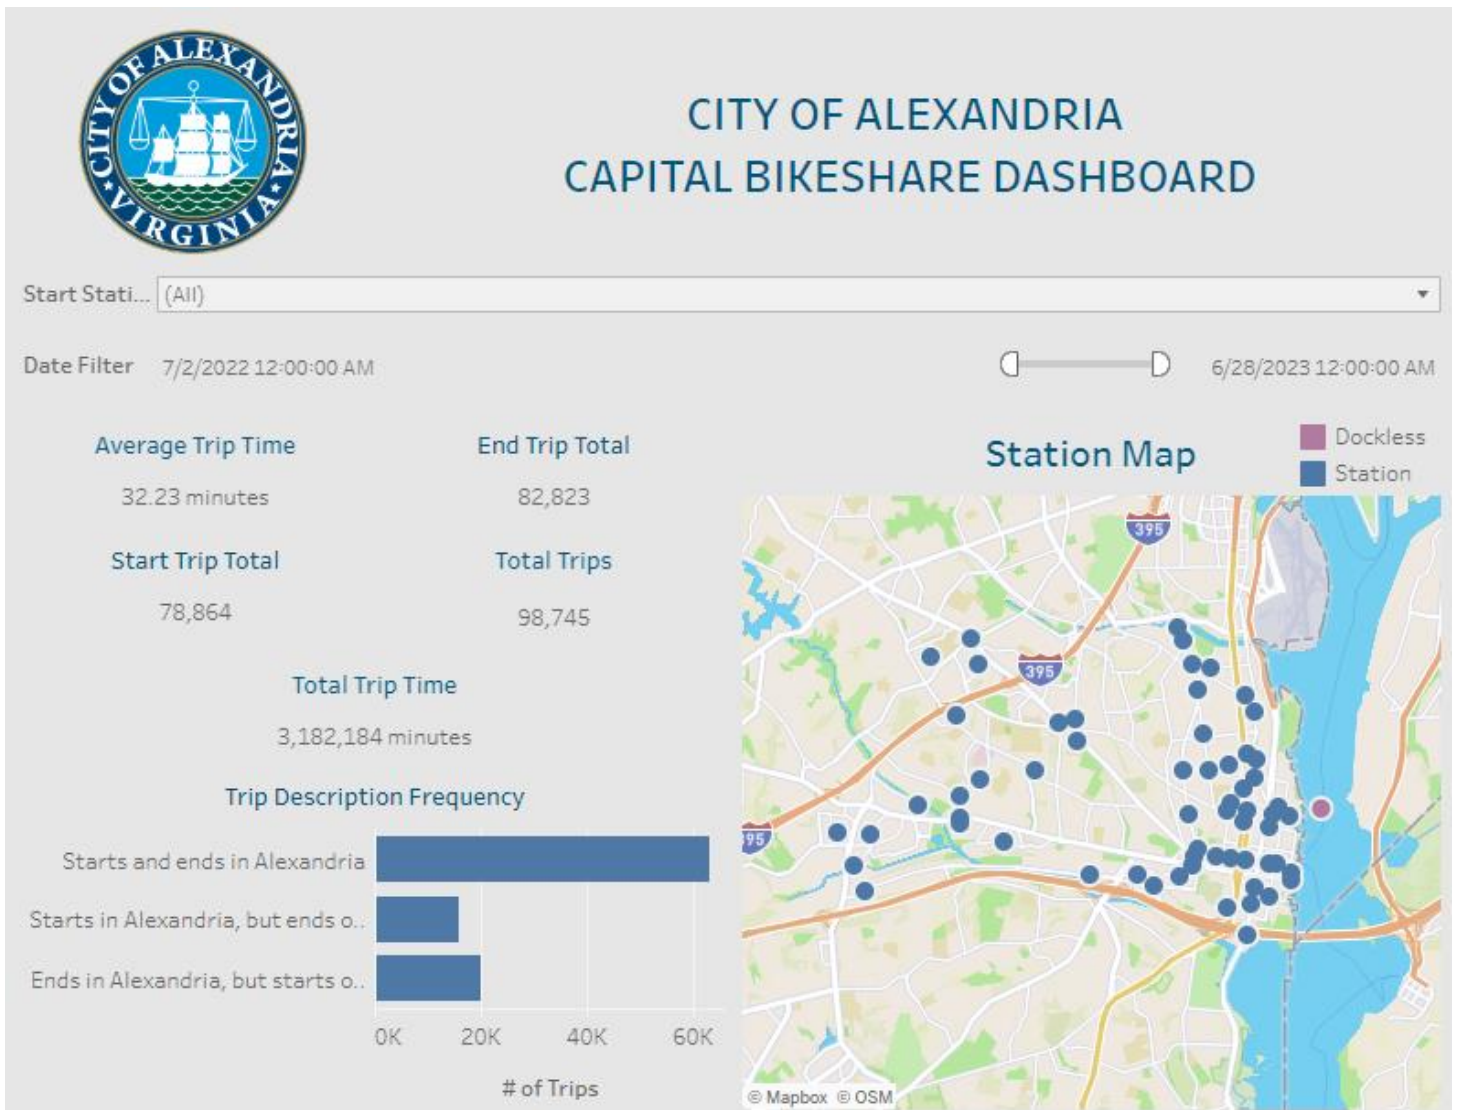 CITY OF ALEXANDRIA
VIRGINIA
CITY OF ALEXANDRIA
CAPITAL BIKESHARE DASHBOARD
Start Stati... (All)
Date Filter 7/2/2022 12:00:00 AM 6/28/2023 12:00:00 AM
Average Trip Time
32.23 minutes
End Trip Total
82,823
Start Trip Total
78,864
Total Trips
98,745
Total Trip Time
3,182,184 minutes
Trip Description Frequency
Starts and ends in Alexandria
Starts in Alexandria, but ends o..
Ends in Alexandria, but starts o..
0K 20K 40K 60K
# of Trips
Station Map
Dockless
Station
395
395
95
© Mapbox © OSM